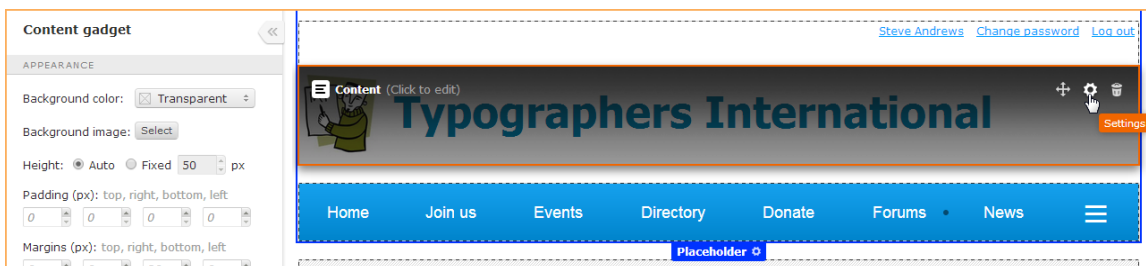 Content gadget
APPEARANCE
Background color: Transparent
Background image: Select
Height: Auto Fixed 50 px
Padding (px): top, right, bottom, left
0 0 0 0
Margins (px): top, right, bottom, left
Steve Andrews Change password Log out
Content (Click to edit)
Typographers International
Settings
Home Join us Events Directory Donate Forums News
Placeholder